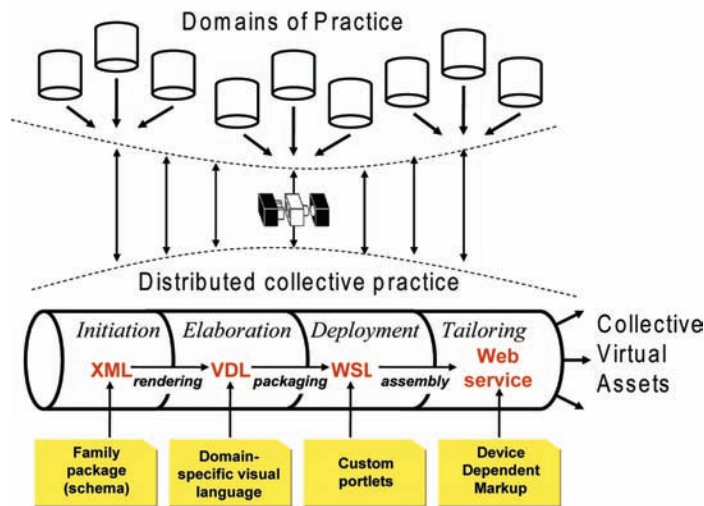 Domains of Practice
Distributed collective practice
Initiation Elaboration Deployment Tailoring
XML rendering VDL packaging WSL assembly Web service
Collective
Virtual
Assets
Family
package
(schema)
Domain-
specific visual
language
Custom
portlets
Device
Dependent
Markup